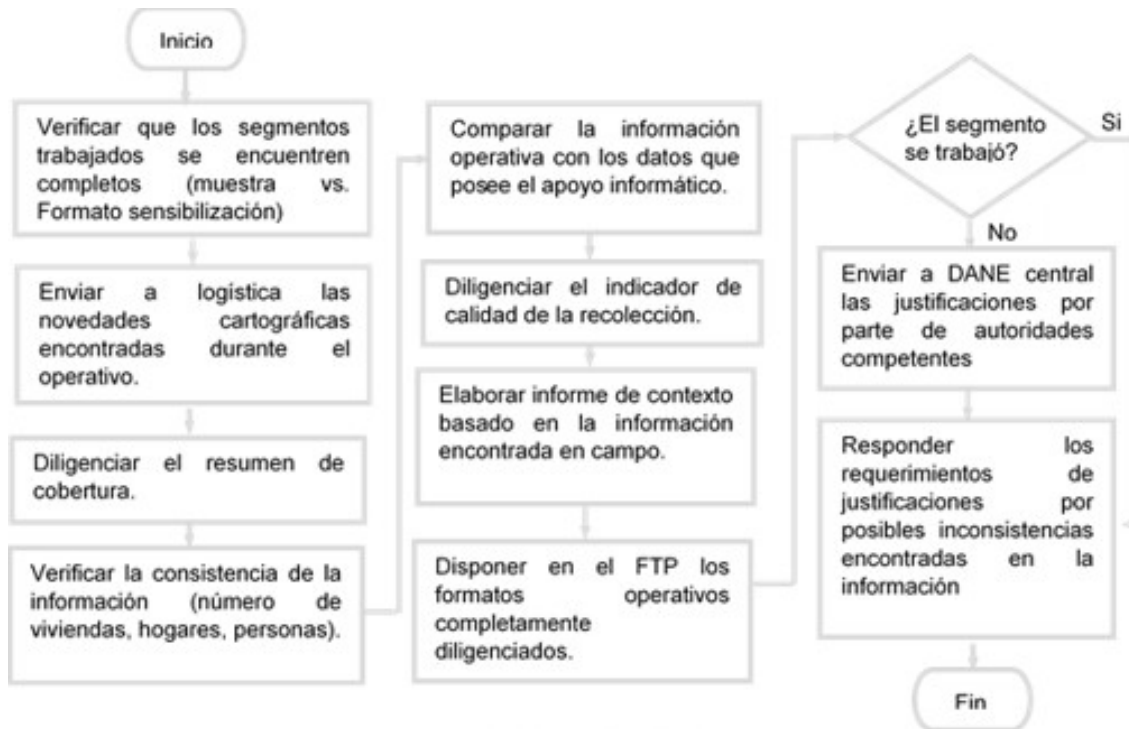 Inicio
Verificar que los segmentos
trabajados se encuentren
completos (muestra vs.
Formato sensibilización)
Enviar a logística las
novedades cartográficas
encontradas durante el
operativo.
Diligenciar el resumen de
cobertura.
Verificar la consistencia de la
información (número de
viviendas, hogares, personas).
Comparar la información
operativa con los datos que
posee el apoyo informático.
Diligenciar el indicador de
calidad de la recolección.
Elaborar informe de contexto
basado en la información
encontrada en campo.
Disponer en el FTP los
formatos operativos
completamente
diligenciados.
¿El segmento
se trabajó?
Si
No
Enviar a DANE central
las justificaciones por
parte de autoridades
competentes
Responder los
requerimientos de
justificaciones por
posibles inconsistencias
encontradas en la
información
Fin